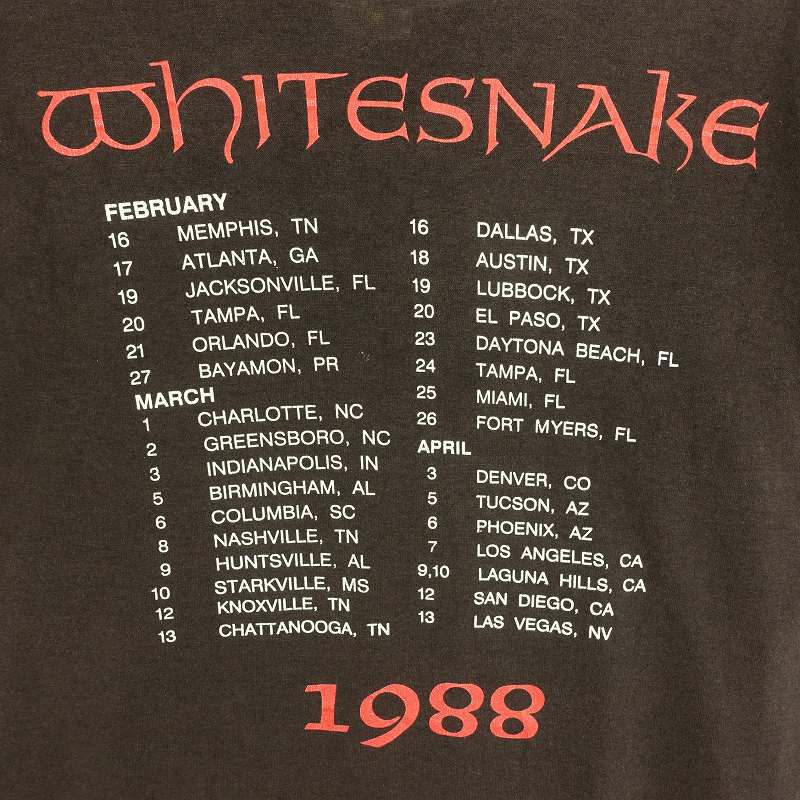 WHITESNAKE
FEBRUARY
16 MEMPHIS, TN
17 ATLANTA, GA
19 JACKSONVILLE, FL
20 TAMPA, FL
21 ORLANDO, FL
27 BAYAMON, PR
MARCH
1 CHARLOTTE, NC
2 GREENSBORO, NC
3 INDIANAPOLIS, IN
5 BIRMINGHAM, AL
6 COLUMBIA, SC
8 NASHVILLE, TN
9 HUNTSVILLE, AL
10 STARKVILLE, MS
12 KNOXVILLE, TN
13 CHATTANOOGA, TN
16 DALLAS, TX
18 AUSTIN, TX
19 LUBBOCK, TX
20 EL PASO, TX
23 DAYTONA BEACH, FL
24 TAMPA, FL
25 MIAMI, FL
26 FORT MYERS, FL
APRIL
3 DENVER, CO
5 TUCSON, AZ
6 PHOENIX, AZ
7 LOS ANGELES, CA
9,10 LAGUNA HILLS, CA
12 SAN DIEGO, CA
13 LAS VEGAS, NV
1988